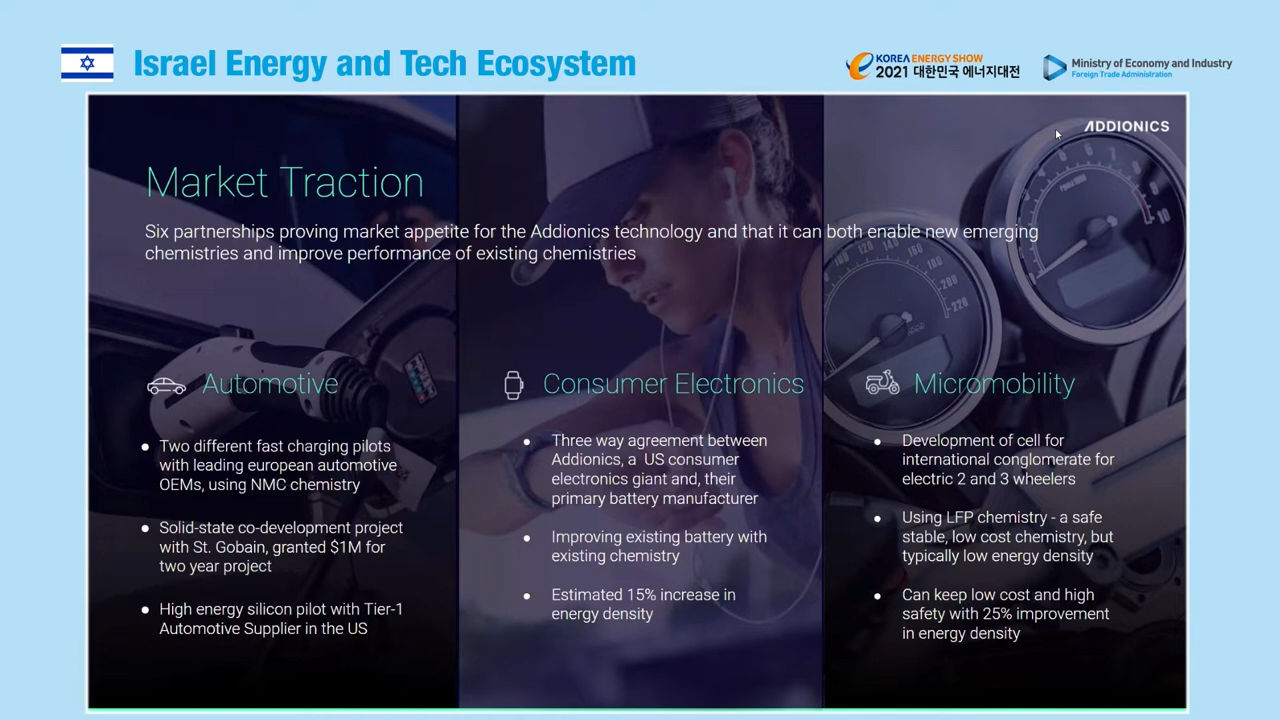 Israel Energy and Tech Ecosystem
KOREA ENERGY SHOW
2021 대한민국 에너지대전
Ministry of Economy and Industry
Foreign Trade Administration
ADDIONICS
Market Traction
Six partnerships proving market appetite for the Addionics technology and that it can both enable new emerging
chemistries and improve performance of existing chemistries
Automotive
● Two different fast charging pilots
with leading european automotive
OEMs, using NMC chemistry
● Solid-state co-development project
with St. Gobain, granted $1M for
two year project
● High energy silicon pilot with Tier-1
Automotive Supplier in the US
Consumer Electronics
● Three way agreement between
Addionics, a US consumer
electronics giant and, their
primary battery manufacturer
● Improving existing battery with
existing chemistry
● Estimated 15% increase in
energy density
Micromobility
● Development of cell for
international conglomerate for
electric 2 and 3 wheelers
● Using LFP chemistry - a safe
stable, low cost chemistry, but
typically low energy density
● Can keep low cost and high
safety with 25% improvement
in energy density